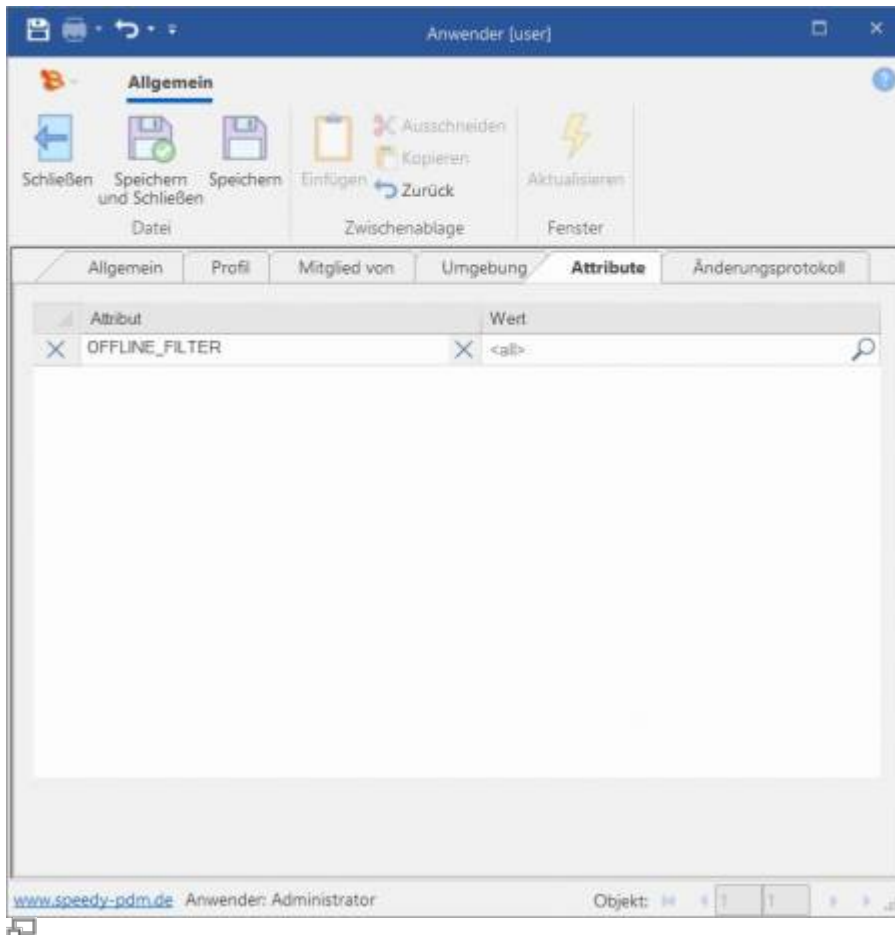 Anwender [user]
Allgemein
Ausschneiden
Kopieren
Schließen Speichern und Schließen Speichern Einfügen Zurück Aktualisieren
Datei Zwischenablage Fenster
Allgemein Profil Mitglied von Umgebung Attribute Änderungsprotokoll
Attribut Wert
OFFLINE_FILTER <all>
www.speedy-pdm.de Anwender: Administrator Objekt: 1 1